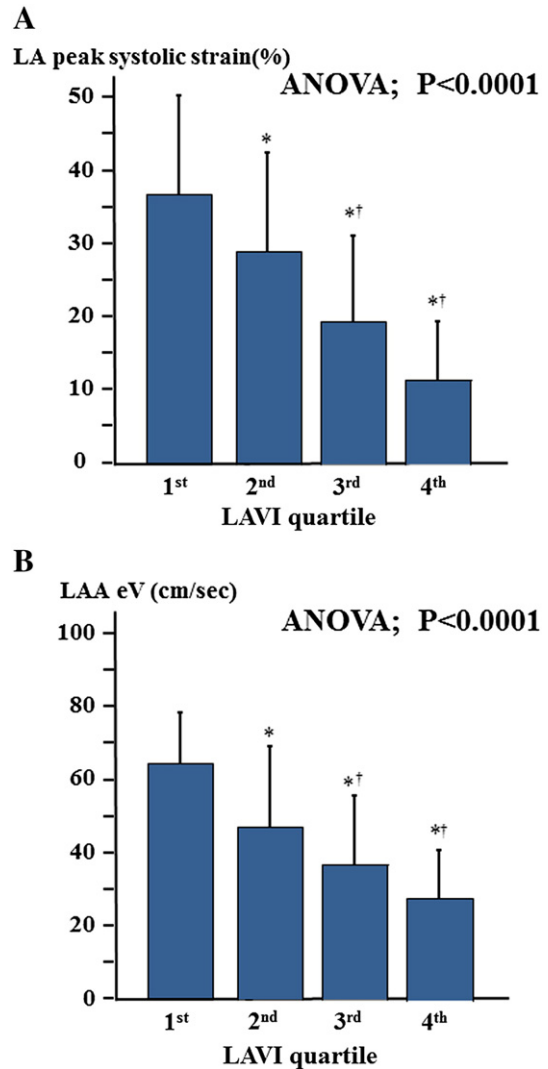 A
LA peak systolic strain(%)
ANOVA; P<0.0001
50
40
30
20
10
0
*
*†
*†
1st 2nd 3rd 4th
LAVI quartile
B
LAA eV (cm/sec)
ANOVA; P<0.0001
100
80
60
40
20
0
*
*†
*†
1st 2nd 3rd 4th
LAVI quartile